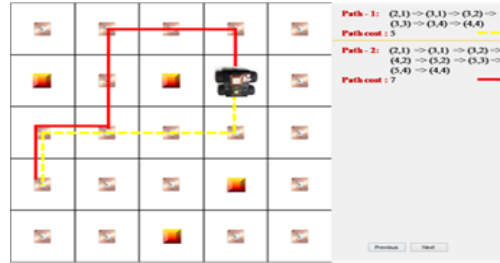 Path - 1: (2,1) => (3,1) => (3,2) =>
(3,3) => (3,4) => (4,4)
Path cost : 5
Path - 2: (2,1) => (3,1) => (3,2) =>
(4,2) => (5,2) => (5,3) =>
(5,4) => (4,4)
Path cost : 7
Previous
Next